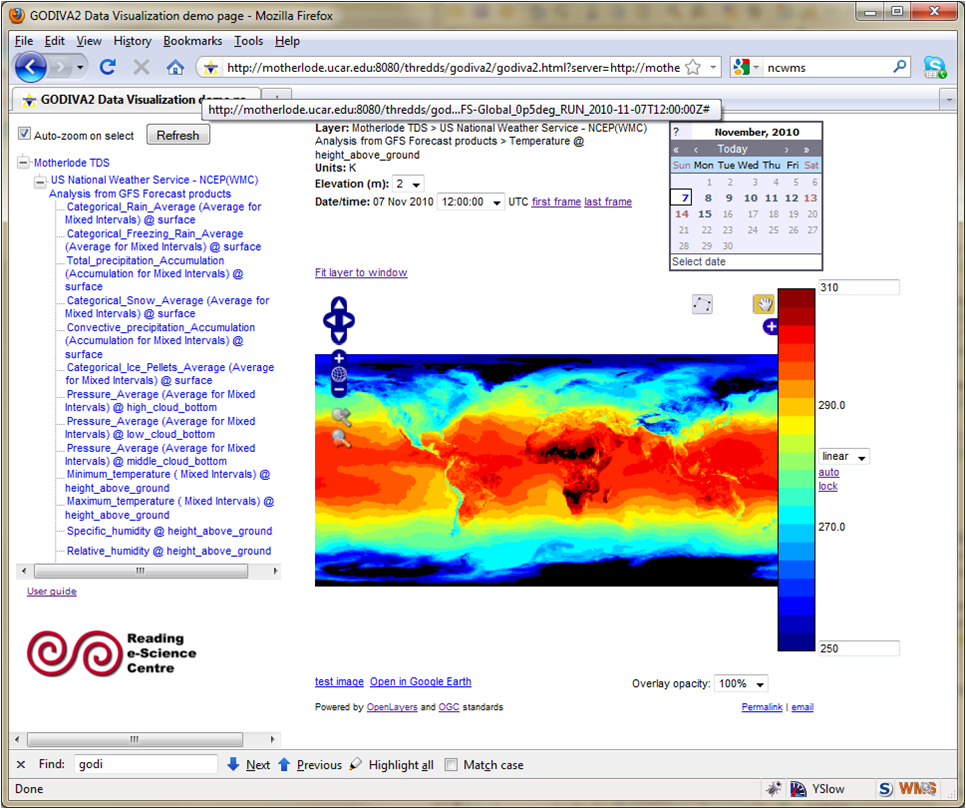 GODIVA2 Data Visualization demo page - Mozilla Firefox
File Edit View History Bookmarks Tools Help
http://motherlode.ucar.edu:8080/thredds/godiva2/godiva2.html?server=http://mothe
ncwms
GODIVA2 Data Visualization
http://motherlode.ucar.edu:8080/thredds/god...FS-Global_0p5deg_RUN_2010-11-07T12:00:00Z#
Auto-zoom on select Refresh
Motherlode TDS
US National Weather Service - NCEP(WMC)
Analysis from GFS Forecast products
Categorical_Rain_Average (Average for
Mixed Intervals) @ surface
Categorical_Freezing_Rain_Average
(Average for Mixed Intervals) @ surface
Total_precipitation_Accumulation
(Accumulation for Mixed Intervals) @
surface
Categorical_Snow_Average (Average for
Mixed Intervals) @ surface
Convective_precipitation_Accumulation
(Accumulation for Mixed Intervals) @
surface
Categorical_Ice_Pellets_Average (Average
for Mixed Intervals) @ surface
Pressure_Average (Average for Mixed
Intervals) @ high_cloud_bottom
Pressure_Average (Average for Mixed
Intervals) @ low_cloud_bottom
Pressure_Average (Average for Mixed
Intervals) @ middle_cloud_bottom
Minimum_temperature ( Mixed Intervals) @
height_above_ground
Maximum_temperature ( Mixed Intervals) @
height_above_ground
Specific_humidity @ height_above_ground
Relative_humidity @ height_above_ground
User guide
Reading
e-Science
Centre
Layer: Motherlode TDS > US National Weather Service - NCEP(WMC)
Analysis from GFS Forecast products > Temperature @
height_above_ground
Units: K
Elevation (m): 2
Date/time: 07 Nov 2010 12:00:00 UTC first frame last frame
Fit layer to window
? November, 2010
« ‹ Today › »
Sun Mon Tue Wed Thu Fri Sat
1 2 3 4 5 6
7 8 9 10 11 12 13
14 15 16 17 18 19 20
21 22 23 24 25 26 27
28 29 30
Select date
310
290.0
linear
auto
lock
270.0
250
test image Open in Google Earth
Overlay opacity: 100%
Powered by OpenLayers and OGC standards
Permalink | email
Find: godi Next Previous Highlight all Match case
Done YSlow S WMS